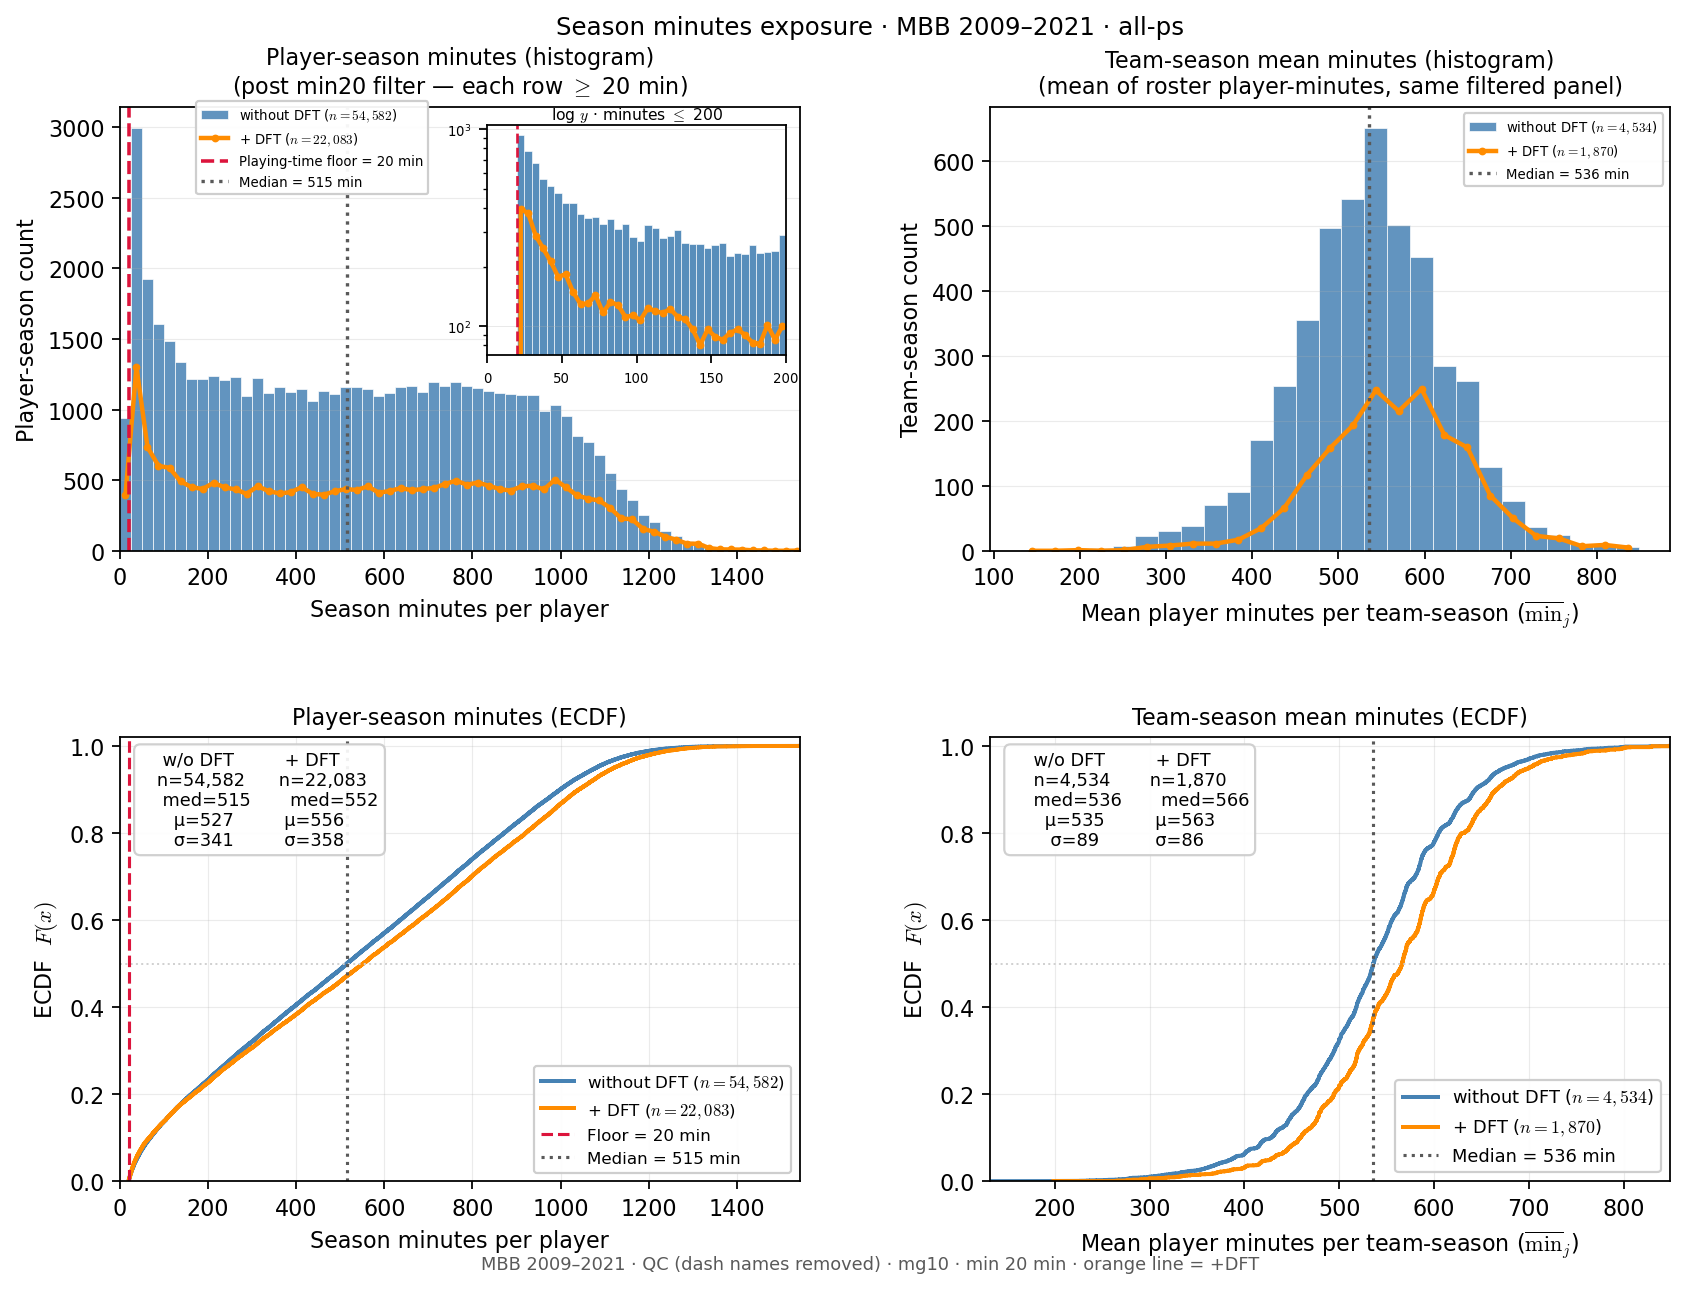 Season minutes exposure · MBB 2009–2021 · all-ps
Player-season minutes (histogram)
(post min20 filter — each row ≥ 20 min)
without DFT (n = 54,582)
+ DFT (n = 22,083)
Playing-time floor = 20 min
Median = 515 min
log y · minutes ≤ 200
10³
10²
0 50 100 150 200
3000
2500
2000
1500
1000
500
0
Player-season count
0 200 400 600 800 1000 1200 1400
Season minutes per player
Team-season mean minutes (histogram)
(mean of roster player-minutes, same filtered panel)
without DFT (n = 4,534)
+ DFT (n = 1,870)
Median = 536 min
600
500
400
300
200
100
0
Team-season count
100 200 300 400 500 600 700 800
Mean player minutes per team-season (\overline{min}_j)
Player-season minutes (ECDF)
w/o DFT + DFT
n=54,582 n=22,083
med=515 med=552
μ=527 μ=556
σ=341 σ=358
1.0
0.8
0.6
0.4
0.2
0.0
ECDF F(x)
without DFT (n = 54,582)
+ DFT (n = 22,083)
Floor = 20 min
Median = 515 min
0 200 400 600 800 1000 1200 1400
Season minutes per player
Team-season mean minutes (ECDF)
w/o DFT + DFT
n=4,534 n=1,870
med=536 med=566
μ=535 μ=563
σ=89 σ=86
1.0
0.8
0.6
0.4
0.2
0.0
ECDF F(x)
without DFT (n = 4,534)
+ DFT (n = 1,870)
Median = 536 min
200 300 400 500 600 700 800
Mean player minutes per team-season (\overline{min}_j)
MBB 2009–2021 · QC (dash names removed) · mg10 · min 20 min · orange line = +DFT